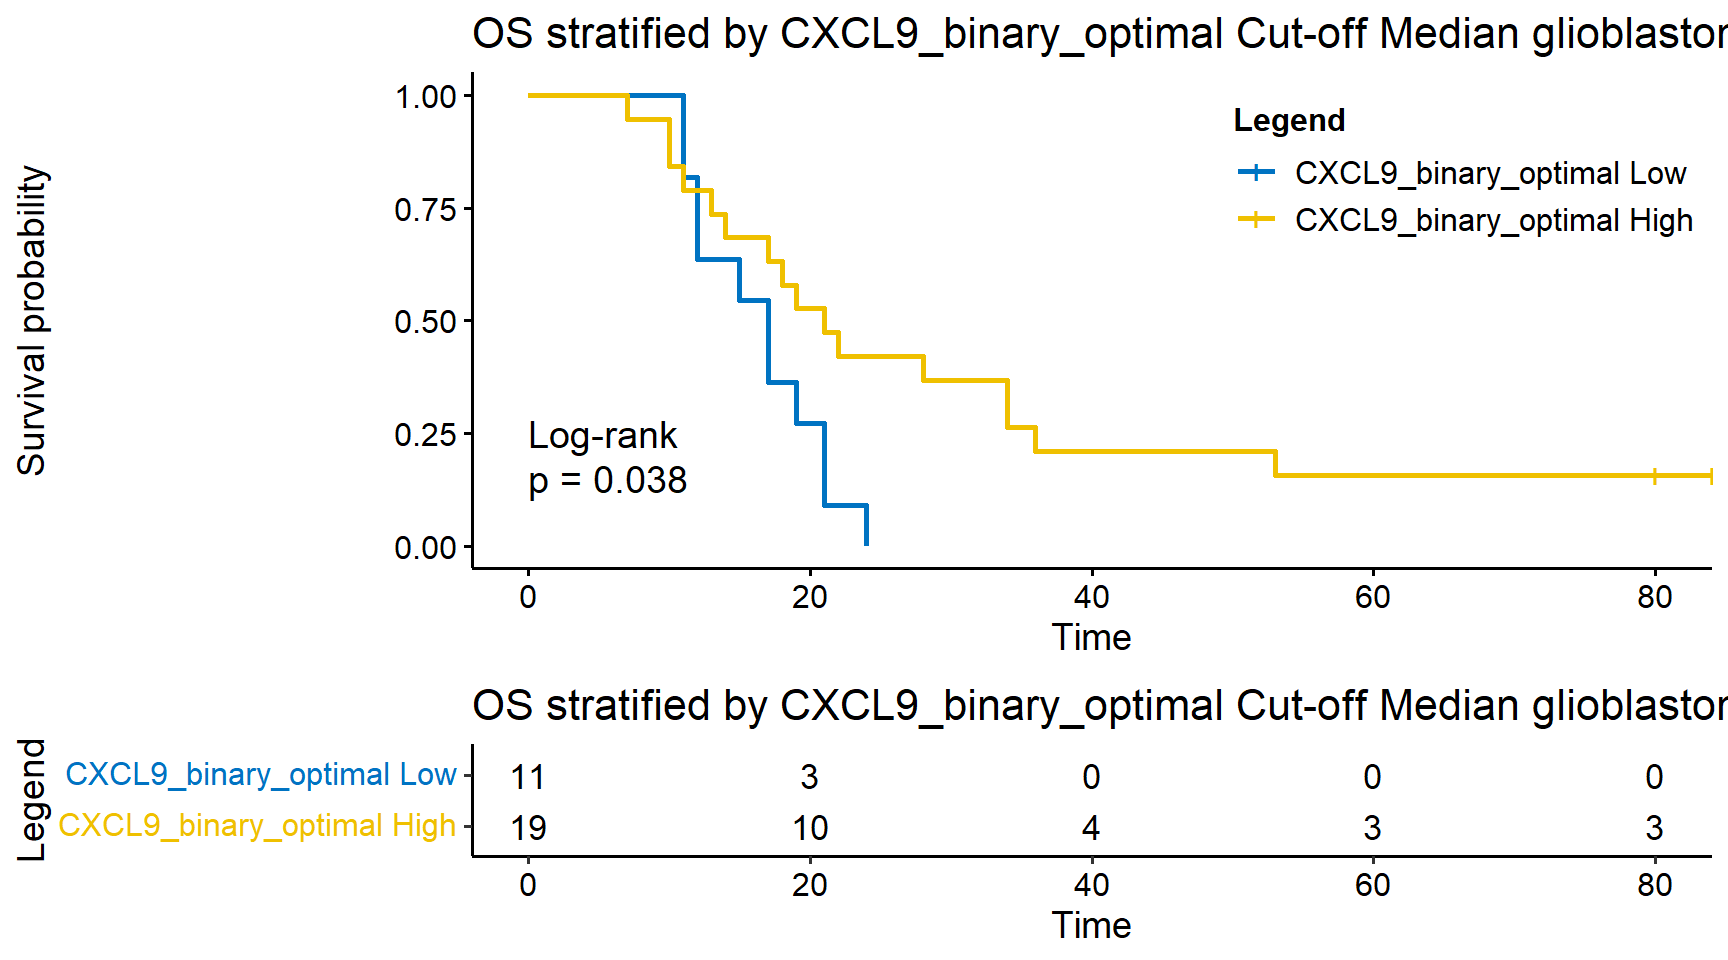 OS stratified by CXCL9_binary_optimal Cut-off Median
Survival probability
1.00
0.75
0.50
0.25
0.00
Legend
CXCL9_binary_optimal Low
CXCL9_binary_optimal High
Log-rank
p = 0.038
0 20 40 60 80
Time
OS stratified by CXCL9_binary_optimal Cut-off Median
Legend
CXCL9_binary_optimal Low 11 3 0 0 0
CXCL9_binary_optimal High 19 10 4 3 3
0 20 40 60 80
Time